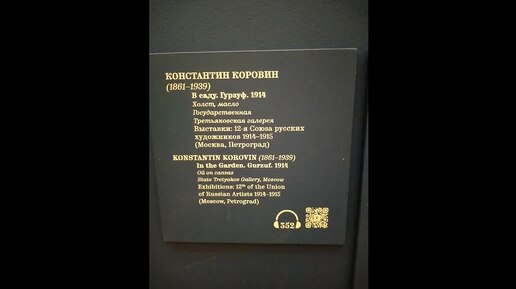 КОНСТАНТИН КОРОВИН
(1861–1939)
В саду. Гурзуф. 1914
Холст, масло
Государственная
Третьяковская галерея
Выставки: 12-я Союза русских
художников 1914–1915
(Москва, Петроград)
KONSTANTIN KOROVIN (1861–1939)
In the Garden. Gurzuf. 1914
Oil on canvas
State Tretyakov Gallery, Moscow
Exhibitions: 12th of the Union
of Russian Artists 1914–1915
(Moscow, Petrograd)
352